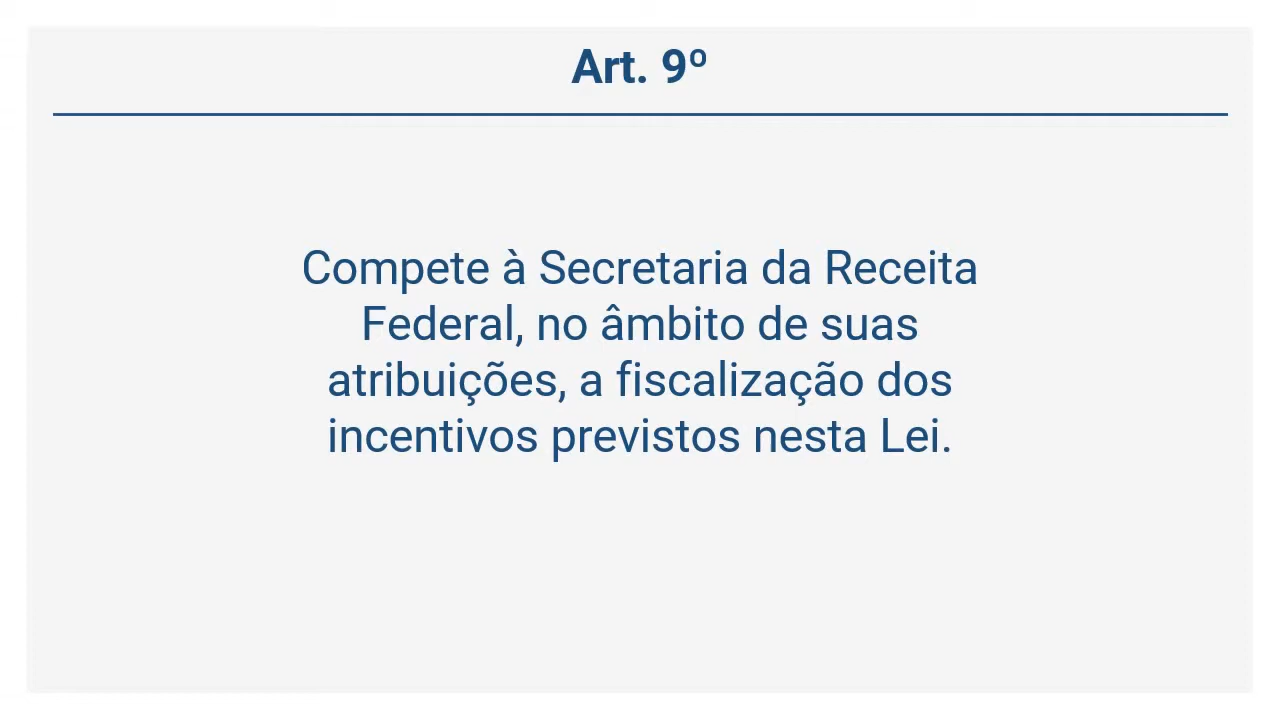 Art. 9º
Compete à Secretaria da Receita
Federal, no âmbito de suas
atribuições, a fiscalização dos
incentivos previstos nesta Lei.